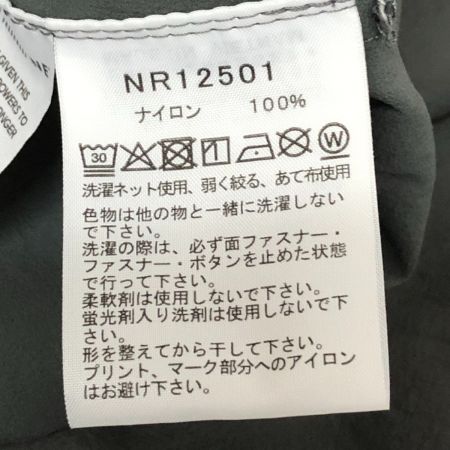 NR12501
ナイロン 100%
30 W
洗濯ネット使用、弱く絞る、あて布使用
色物は他の物と一緒に洗濯しない
で下さい。
洗濯の際は、必ず面ファスナー・
ファスナー・ボタンを止めた状態
で行って下さい。
柔軟剤は使用しないで下さい。
蛍光剤入り洗剤は使用しないで下
さい。
形を整えてから干して下さい。
プリント、マーク部分へのアイロン
はお避け下さい。
GIVEN THIS
POWERS TO